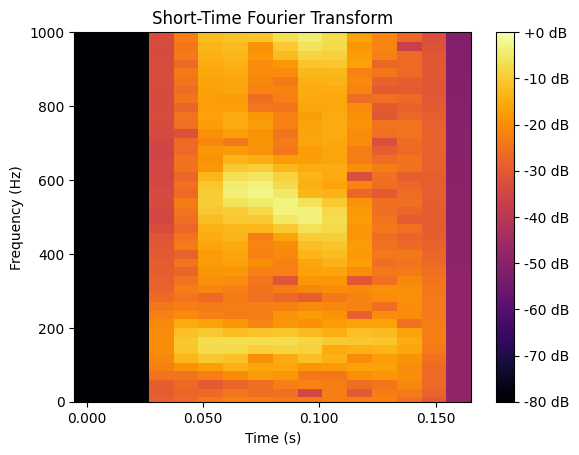 Short-Time Fourier Transform
1000
800
600
400
200
0
Frequency (Hz)
0.000
0.050
0.100
0.150
Time (s)
+0 dB
-10 dB
-20 dB
-30 dB
-40 dB
-50 dB
-60 dB
-70 dB
-80 dB